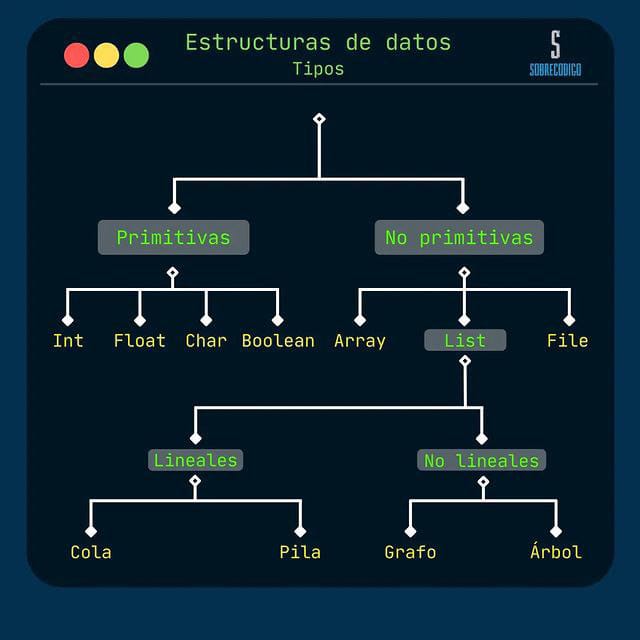 Estructuras de datos
Tipos
S
SOBRECODIGO
Primitivas
No primitivas
Int
Float
Char
Boolean
Array
List
File
Lineales
No lineales
Cola
Pila
Grafo
Árbol